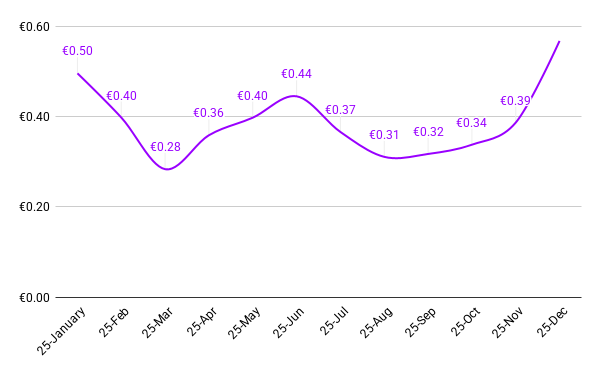 €0.60
€0.50
€0.44
€0.40
€0.40
€0.40
€0.39
€0.36
€0.37
€0.34
€0.31
€0.32
€0.28
€0.20
€0.00
25-January
25-Feb
25-Mar
25-Apr
25-May
25-Jun
25-Jul
25-Aug
25-Sep
25-Oct
25-Nov
25-Dec